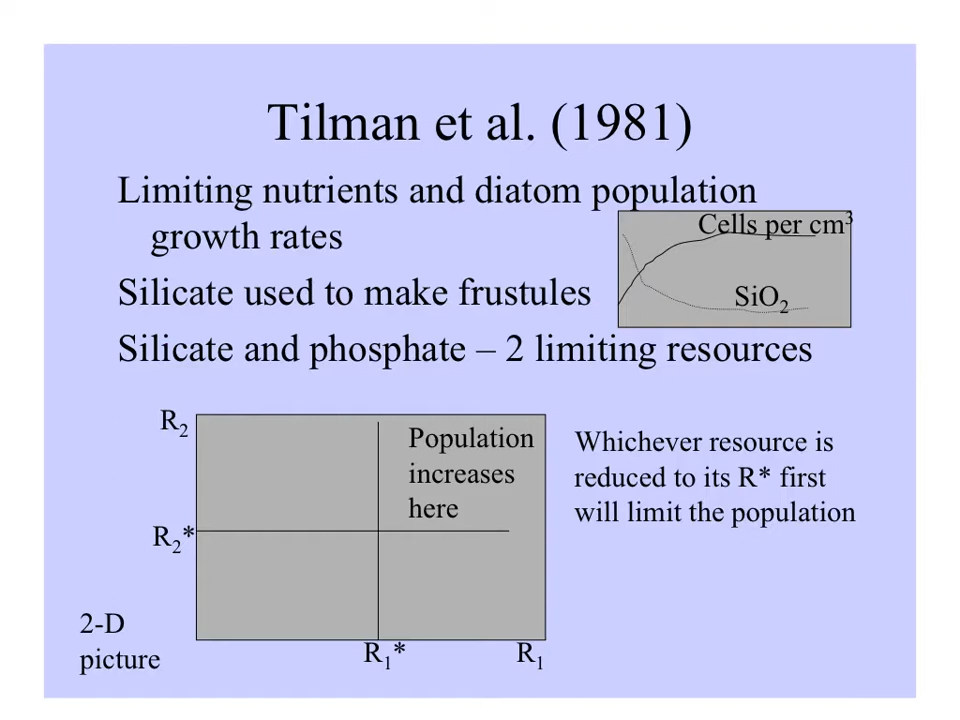 Tilman et al. (1981)
Limiting nutrients and diatom population
growth rates
Cells per cm³
Silicate used to make frustules
SiO₂
Silicate and phosphate – 2 limiting resources
R₂
Population
increases
here
Whichever resource is
reduced to its R* first
will limit the population
R₂*
2-D
picture
R₁*
R₁